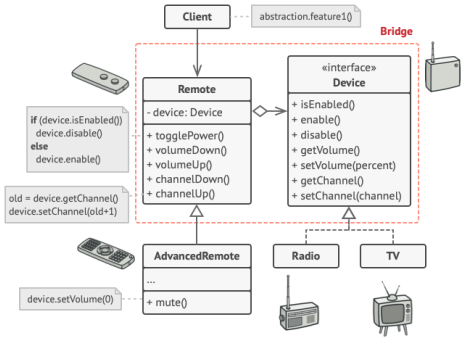 Client
abstraction.feature1()
Bridge
Remote
- device: Device
+ togglePower()
+ volumeDown()
+ volumeUp()
+ channelDown()
+ channelUp()
«interface»
Device
+ isEnabled()
+ enable()
+ disable()
+ getVolume()
+ setVolume(percent)
+ getChannel()
+ setChannel(channel)
if (device.isEnabled())
device.disable()
else
device.enable()
old = device.getChannel()
device.setChannel(old+1)
AdvancedRemote
...
+ mute()
device.setVolume(0)
Radio
TV